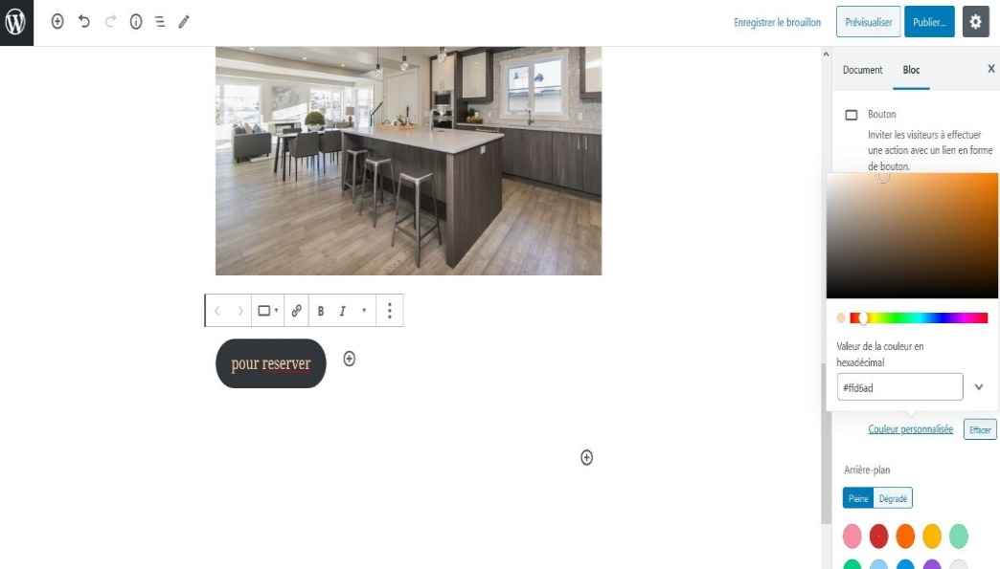 Enregistrer le brouillon
Prévisualiser
Publier...
Document
Bloc
X
Bouton
Inviter les visiteurs à effectuer
une action avec un lien en forme
de bouton.
B I
pour reserver
Valeur de la couleur en
hexadécimal
#ffd6ad
Couleur personnalisée
Effacer
Arrière-plan
Pleine
Dégradé